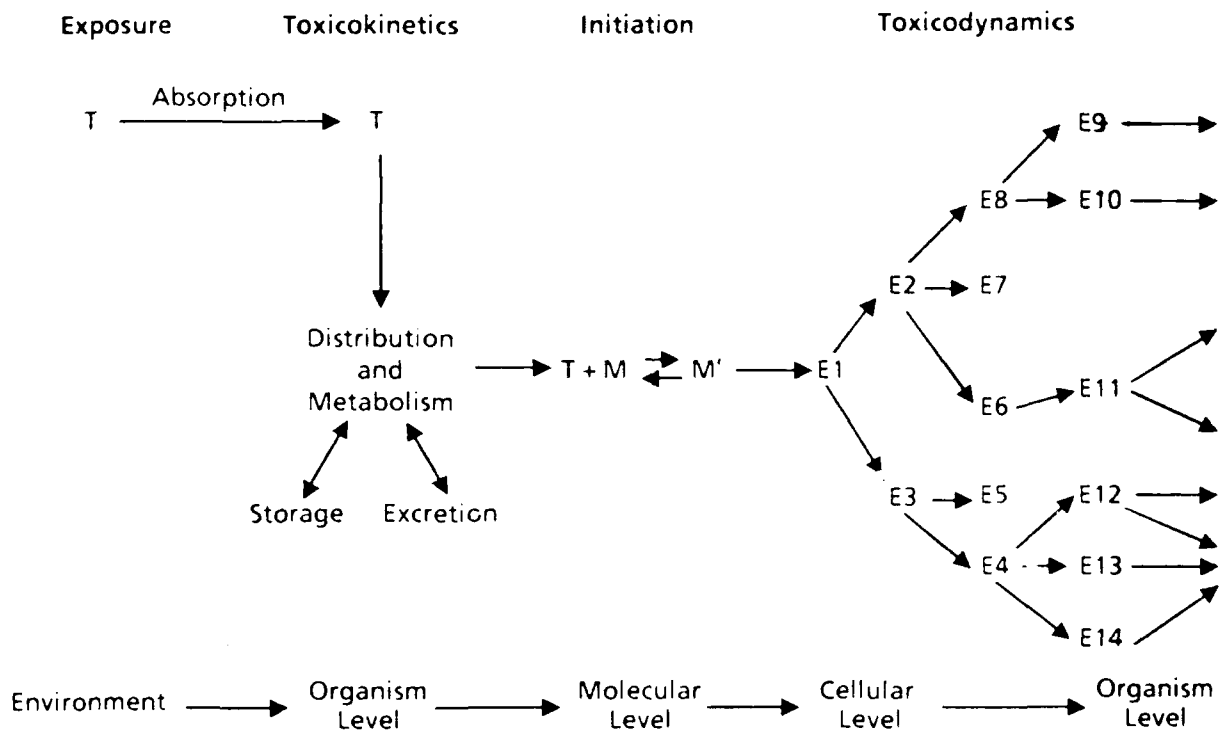 Exposure Toxicokinetics Initiation Toxicodynamics
Absorption
T T E9
E8 E10
E2 E7
Distribution
and
Metabolism
T + M M' E1
E6 E11
Storage Excretion
E3 E5 E12
E4 E13
E14
Environment Organism Level Molecular Level Cellular Level Organism Level